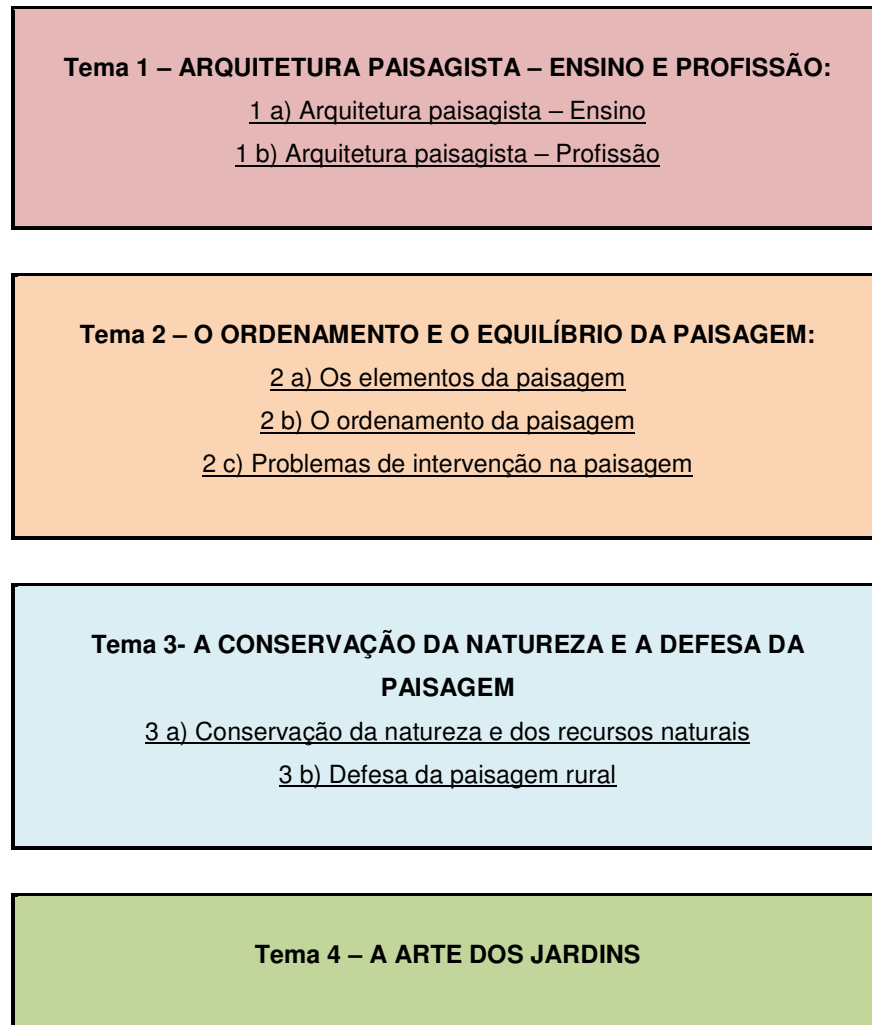 Tema 1 – ARQUITETURA PAISAGISTA – ENSINO E PROFISSÃO:
1 a) Arquitetura paisagista – Ensino
1 b) Arquitetura paisagista – Profissão
Tema 2 – O ORDENAMENTO E O EQUILÍBRIO DA PAISAGEM:
2 a) Os elementos da paisagem
2 b) O ordenamento da paisagem
2 c) Problemas de intervenção na paisagem
Tema 3- A CONSERVAÇÃO DA NATUREZA E A DEFESA DA
PAISAGEM
3 a) Conservação da natureza e dos recursos naturais
3 b) Defesa da paisagem rural
Tema 4 – A ARTE DOS JARDINS